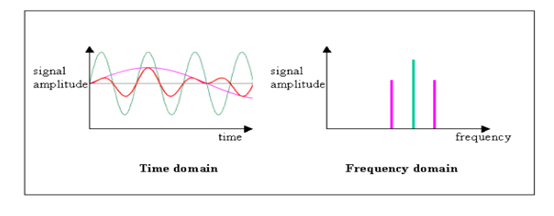 signal
amplitude
time
Time domain
signal
amplitude
frequency
Frequency domain